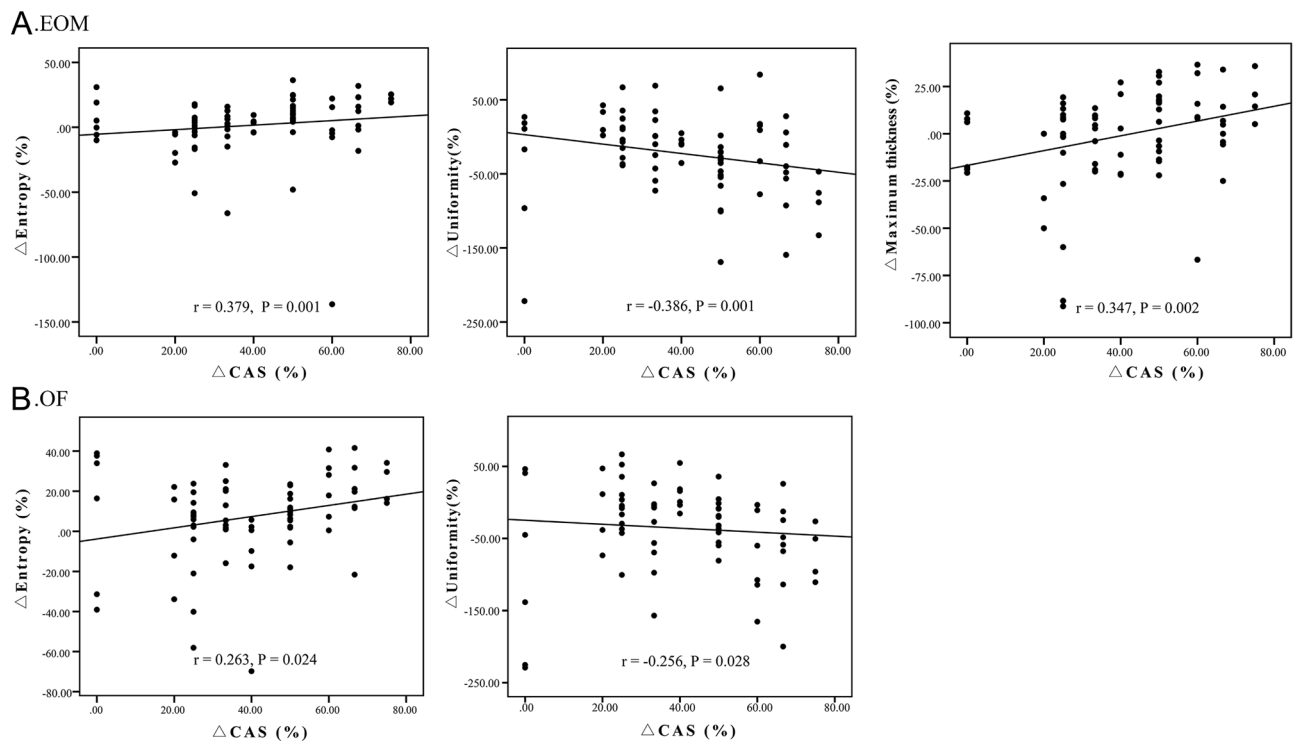 A.EOM
△Entropy (%)
50.00
.00
-50.00
-100.00
-150.00
r = 0.379, P = 0.001
.00 20.00 40.00 60.00 80.00
△CAS (%)
△Uniformity(%)
50.00
-50.00
-150.00
-250.00
r = -0.386, P = 0.001
.00 20.00 40.00 60.00 80.00
△CAS (%)
△Maximum thickness(%)
25.00
.00
-25.00
-50.00
-75.00
-100.00
r = 0.347, P = 0.002
.00 20.00 40.00 60.00 80.00
△CAS (%)
B.OF
△Entropy (%)
40.00
20.00
.00
-20.00
-40.00
-60.00
-80.00
r = 0.263, P = 0.024
.00 20.00 40.00 60.00 80.00
△CAS (%)
△Uniformity(%)
50.00
-50.00
-150.00
-250.00
r = -0.256, P = 0.028
.00 20.00 40.00 60.00 80.00
△CAS (%)